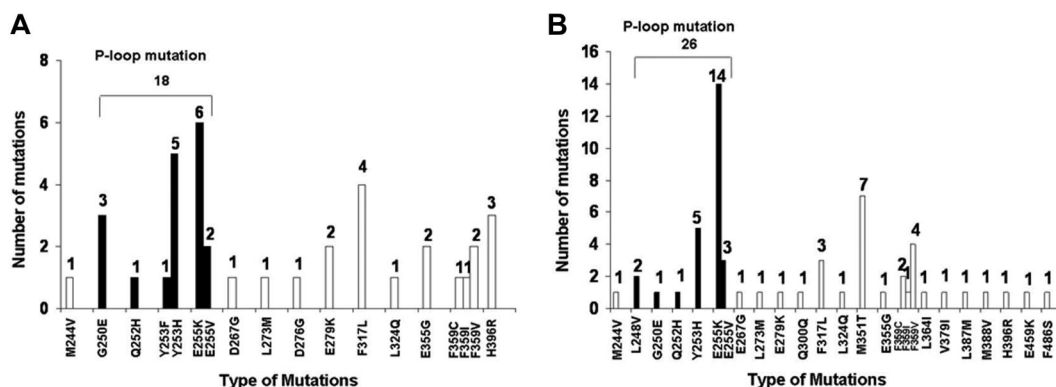 A
P-loop mutation
18
8
6
4
2
0
Number of mutations
1
3
1
1
5
6
2
1
1
1
2
4
1
2
1
1
2
3
M244V
G250E
Q252H
Y253F
Y253H
E255K
E255V
D267G
L273M
D276G
E279K
F317L
L324Q
E355G
F359C
F359I
F359V
H396R
Type of Mutations
B
P-loop mutation
26
16
14
12
10
8
6
4
2
0
Number of mutations
1
2
1
1
5
14
3
1
1
1
1
3
1
7
1
2
1
4
1
1
1
1
1
1
1
M244V
L248V
G250E
Q252H
Y253H
E255K
E255V
E267G
L273M
E279K
Q300Q
F317L
L324Q
M351T
E355G
F359C
F359I
F359V
L364I
V379I
L387M
M388V
H396R
E459K
F486S
Type of Mutations